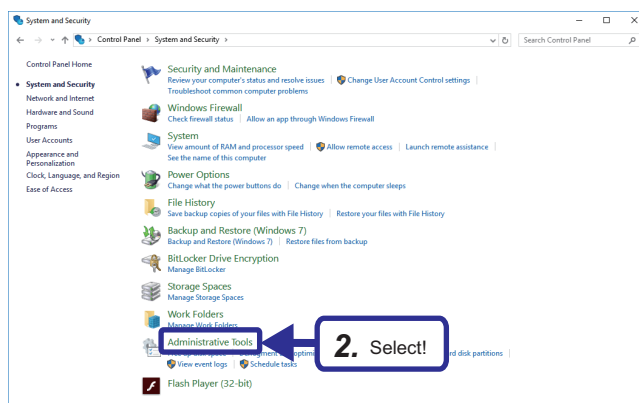 System and Security
Control Panel > System and Security >
Search Control Panel
Control Panel Home
System and Security
Network and Internet
Hardware and Sound
Programs
User Accounts
Appearance and
Personalization
Clock, Language, and Region
Ease of Access
Security and Maintenance
Review your computer's status and resolve issues | Change User Account Control settings |
Troubleshoot common computer problems
Windows Firewall
Check firewall status | Allow an app through Windows Firewall
System
View amount of RAM and processor speed | Allow remote access | Launch remote assistance |
See the name of this computer
Power Options
Change what the power buttons do | Change when the computer sleeps
File History
Save backup copies of your files with File History | Restore your files with File History
Backup and Restore (Windows 7)
Backup and Restore (Windows 7) | Restore files from backup
BitLocker Drive Encryption
Manage BitLocker
Storage Spaces
Manage Storage Spaces
Work Folders
Manage Work Folders
Administrative Tools
disk partitions |
View event logs | Schedule tasks
2. Select!
Flash Player (32-bit)